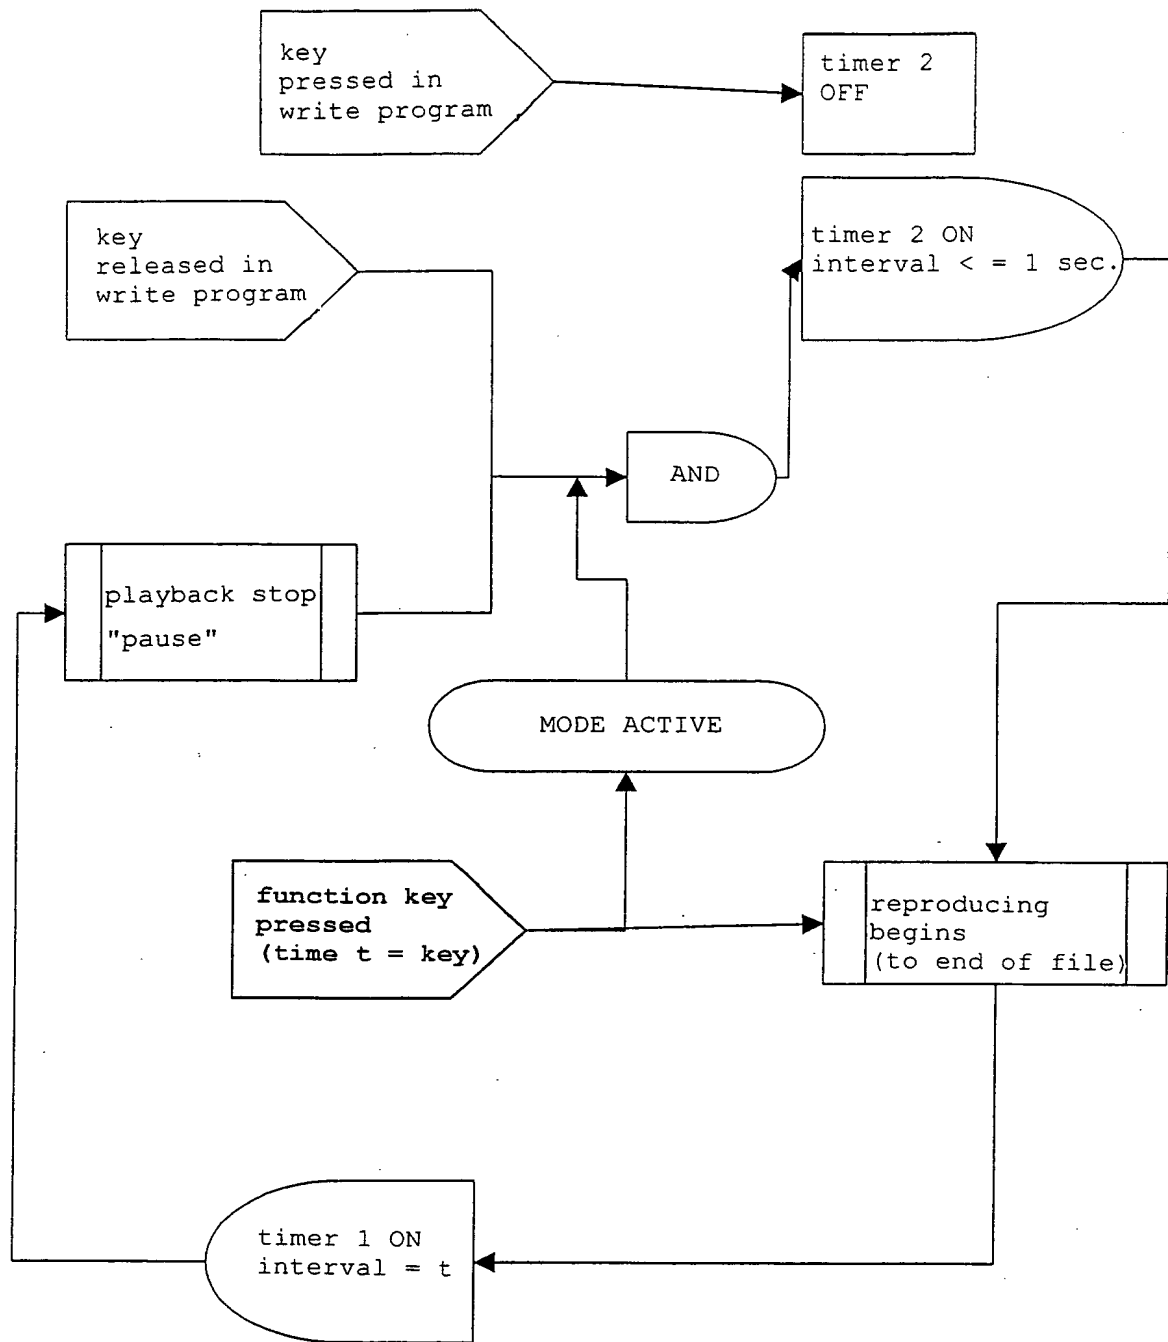 key
pressed in
write program
timer 2
OFF
key
released in
write program
timer 2 ON
interval < = 1 sec.
AND
playback stop
"pause"
MODE ACTIVE
function key
pressed
(time t = key)
reproducing
begins
(to end of file)
timer 1 ON
interval = t